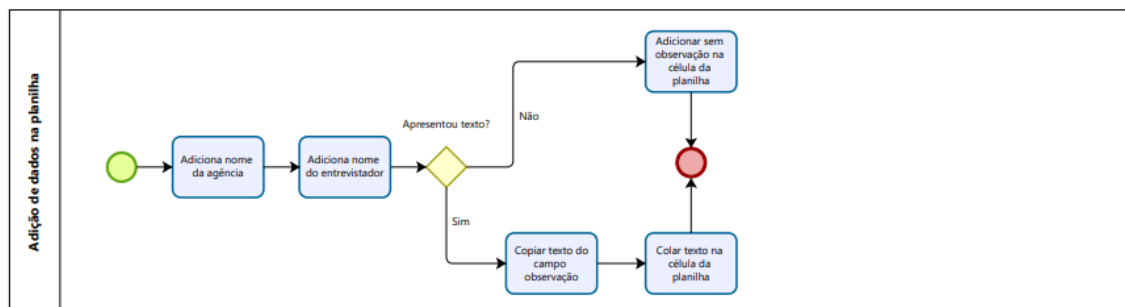 Adição de dados na planilha
Adiciona nome
da agência
Adiciona nome
do entrevistador
Apresentou texto?
Não
Adicionar sem
observação na
célula da
planilha
Sim
Copiar texto do
campo
observação
Colar texto na
célula da
planilha